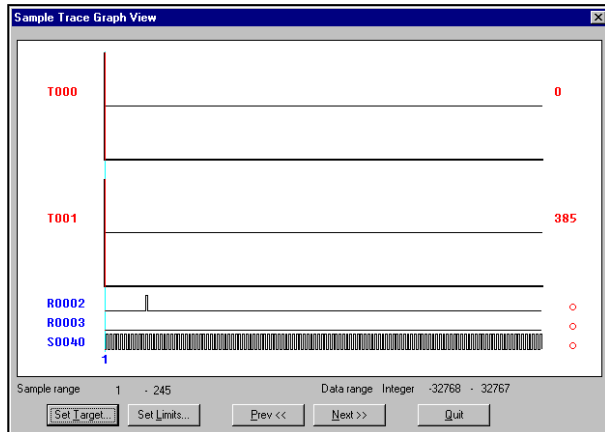 Sample Trace Graph View
T000 0
T001 385
R0002
R0003
S0040
1
Sample range 1 - 245 Data range Integer -32768 - 32767
Set Target... Set Limits... Prev << Next >> Quit